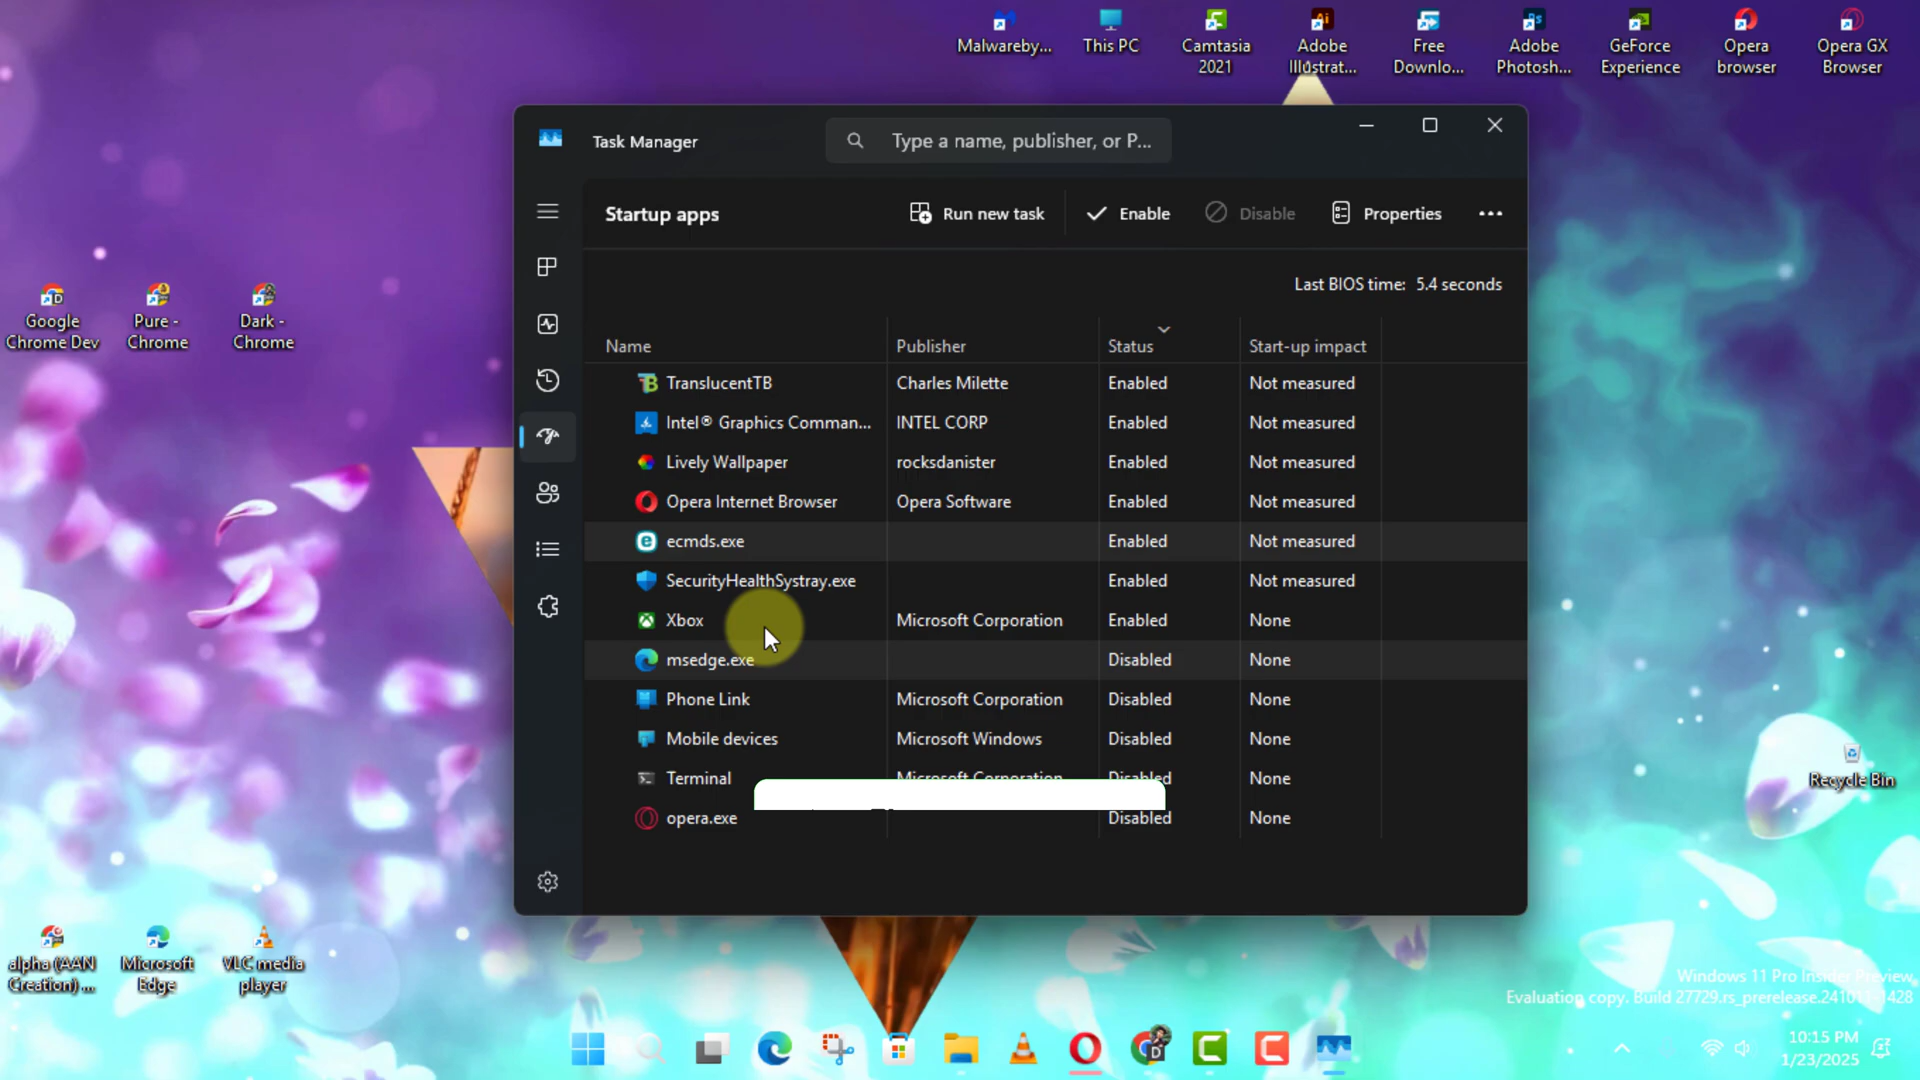 Malwareby...
This PC
Camtasia
2021
Adobe
Illustrat...
Free
Downlo...
Adobe
Photosh...
GeForce
Experience
Opera
browser
Opera GX
Browser
Task Manager
Type a name, publisher, or P...
Startup apps
Run new task
Enable
Disable
Properties
Last BIOS time: 5.4 seconds
Name Publisher Status Start-up impact
TranslucentTB Charles Milette Enabled Not measured
Intel® Graphics Comman... INTEL CORP Enabled Not measured
Lively Wallpaper rocksdanister Enabled Not measured
Opera Internet Browser Opera Software Enabled Not measured
ecmds.exe Enabled Not measured
SecurityHealthSystray.exe Enabled Not measured
Xbox Microsoft Corporation Enabled None
msedge.exe Disabled None
Phone Link Microsoft Corporation Disabled None
Mobile devices Microsoft Windows Disabled None
Terminal Microsoft Corporation Disabled None
opera.exe Disabled None
Google
Chrome Dev
Pure -
Chrome
Dark -
Chrome
Recycle Bin
alpha (AAN
Creation) ...
Microsoft
Edge
VLC media
player
Windows 11 Pro Insider Preview
Evaluation copy. Build 27729.rs_prerelease.241011-1428
10:15 PM
1/23/2025